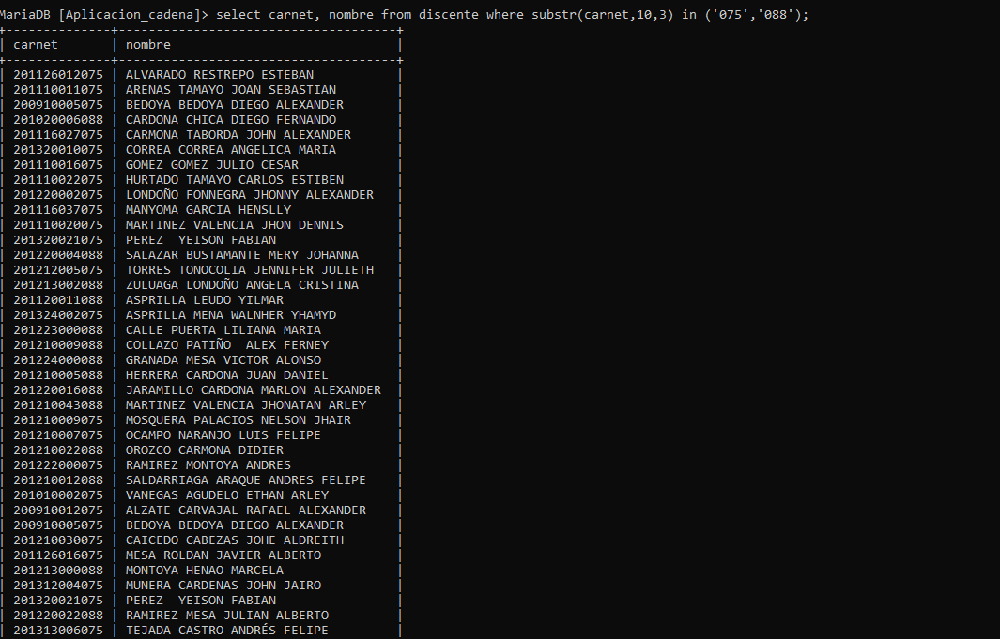 MariaDB [Aplicacion_cadena]> select carnet, nombre from discente where substr(carnet,10,3) in ('075','088');
+--------------+-------------------------------------+
| carnet       | nombre                              |
+--------------+-------------------------------------+
| 201126012075 | ALVARADO RESTREPO ESTEBAN           |
| 201110011075 | ARENAS TAMAYO JOAN SEBASTIAN        |
| 200910005075 | BEDOYA BEDOYA DIEGO ALEXANDER       |
| 201020006088 | CARDONA CHICA DIEGO FERNANDO        |
| 201116027075 | CARMONA TABORDA JOHN ALEXANDER      |
| 201320010075 | CORREA CORREA ANGELICA MARIA        |
| 201110016075 | GOMEZ GOMEZ JULIO CESAR             |
| 201110022075 | HURTADO TAMAYO CARLOS ESTIBEN       |
| 201220002075 | LONDOÑO FONNEGRA JHONNY ALEXANDER   |
| 201116037075 | MANYOMA GARCIA HENSLLY              |
| 201110020075 | MARTINEZ VALENCIA JHON DENNIS       |
| 201320021075 | PEREZ  YEISON FABIAN                |
| 201220004088 | SALAZAR BUSTAMANTE MERY JOHANNA     |
| 201212005075 | TORRES TONOCOLIA JENNIFER JULIETH   |
| 201213002088 | ZULUAGA LONDOÑO ANGELA CRISTINA     |
| 201120011088 | ASPRILLA LEUDO YILMAR               |
| 201324002075 | ASPRILLA MENA WALNHER YHAMYD        |
| 201223000088 | CALLE PUERTA LILIANA MARIA          |
| 201210009088 | COLLAZO PATIÑO  ALEX FERNEY         |
| 201224000088 | GRANADA MESA VICTOR ALONSO          |
| 201210005088 | HERRERA CARDONA JUAN DANIEL         |
| 201220016088 | JARAMILLO CARDONA MARLON ALEXANDER  |
| 201210043088 | MARTINEZ VALENCIA JHONATAN ARLEY    |
| 201210009075 | MOSQUERA PALACIOS NELSON JHAIR      |
| 201210007075 | OCAMPO NARANJO LUIS FELIPE          |
| 201210022088 | OROZCO CARMONA DIDIER               |
| 201222000075 | RAMIREZ MONTOYA ANDRES              |
| 201210012088 | SALDARRIAGA ARAQUE ANDRES FELIPE    |
| 201010002075 | VANEGAS AGUDELO ETHAN ARLEY         |
| 200910012075 | ALZATE CARVAJAL RAFAEL ALEXANDER    |
| 200910005075 | BEDOYA BEDOYA DIEGO ALEXANDER       |
| 201210030075 | CAICEDO CABEZAS JOHE ALDREITH       |
| 201126016075 | MESA ROLDAN JAVIER ALBERTO          |
| 201213000088 | MONTOYA HENAO MARCELA               |
| 201312004075 | MUNERA CARDENAS JOHN JAIRO          |
| 201320021075 | PEREZ  YEISON FABIAN                |
| 201220022088 | RAMIREZ MESA JULIAN ALBERTO         |
| 201313006075 | TEJADA CASTRO ANDRÉS FELIPE         |